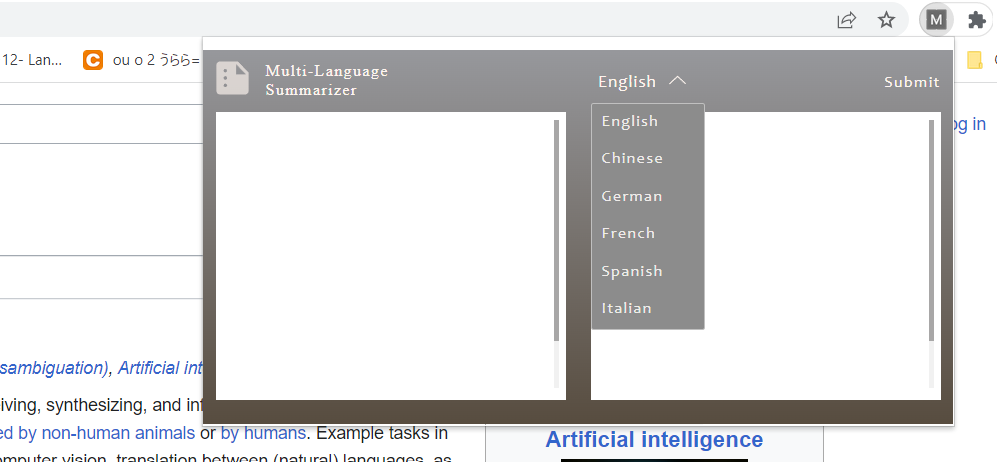 M
12- Lan...
C
ou o 2 うらら=
Multi-Language
Summarizer
English
Submit
English
Chinese
German
French
Spanish
Italian
og in
sambiguation), Artificial int
iving, synthesizing, and inf
ed by non-human animals or by humans. Example tasks in
mputer vision, translation between (natural) languages, as
Artificial intelligence